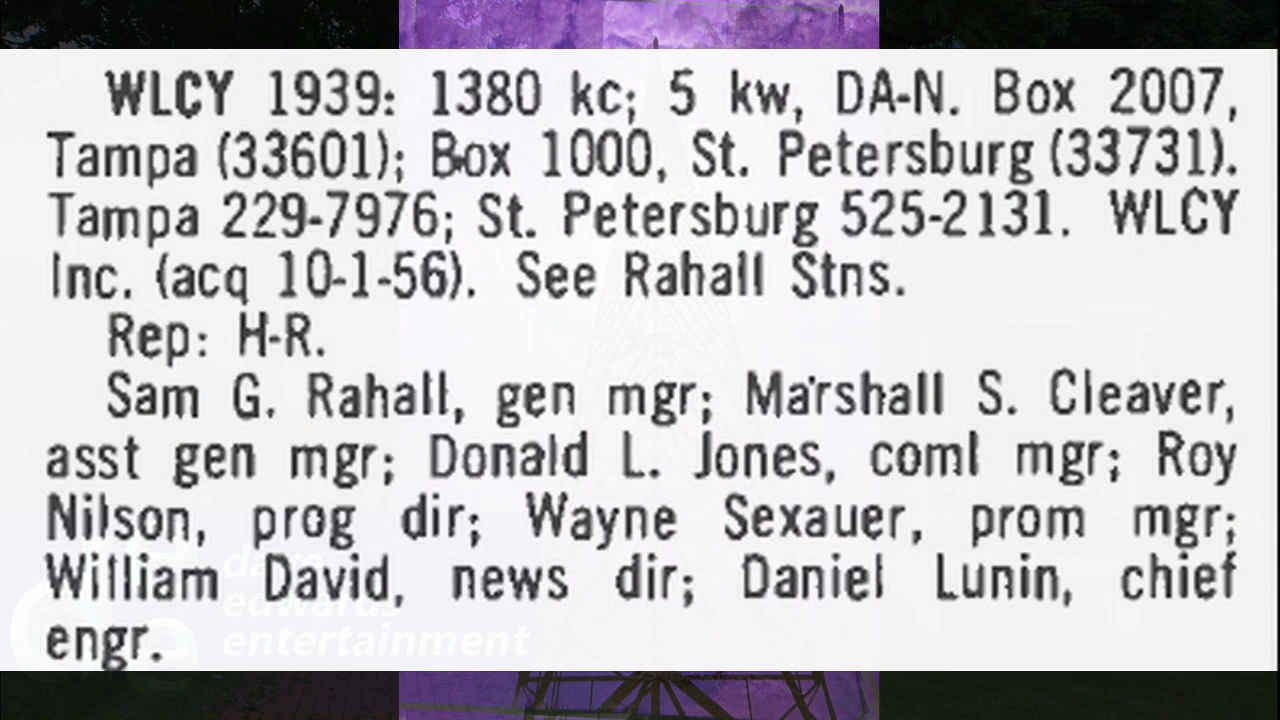 WLCY 1939: 1380 kc; 5 kw, DA-N. Box 2007,
Tampa (33601); Box 1000, St. Petersburg (33731).
Tampa 229-7976; St. Petersburg 525-2131. WLCY
Inc. (acq 10-1-56). See Rahall Stns.
Rep: H-R.
Sam G. Rahall, gen mgr; Marshall S. Cleaver,
asst gen mgr; Donald L. Jones, coml mgr; Roy
Nilson, prog dir; Wayne Sexauer, prom mgr;
William David, news dir; Daniel Lunin, chief
engr.
dave
edwards
entertainment